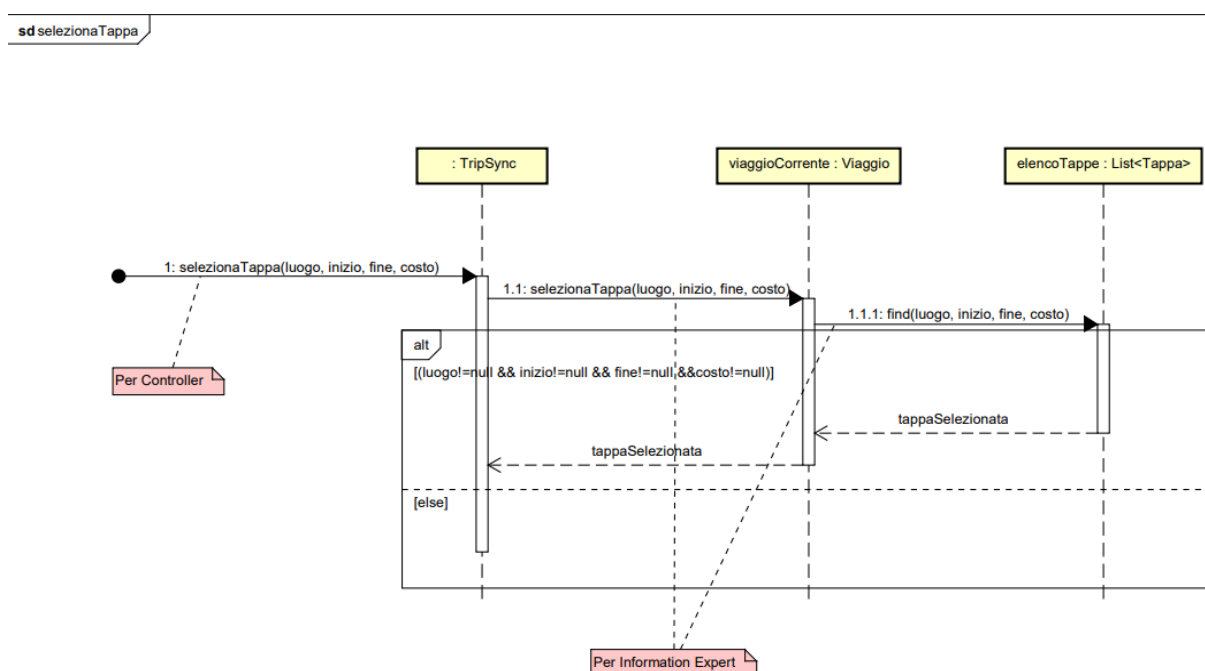 sd selezionaTappa
: TripSync
viaggioCorrente : Viaggio
elencoTappe : List<Tappa>
1: selezionaTappa(luogo, inizio, fine, costo)
1.1: selezionaTappa(luogo, inizio, fine, costo)
1.1.1: find(luogo, inizio, fine, costo)
alt
[(luogo!=null && inizio!=null && fine!=null &&costo!=null)]
Per Controller
tappaSelezionata
tappaSelezionata
[else]
Per Information Expert